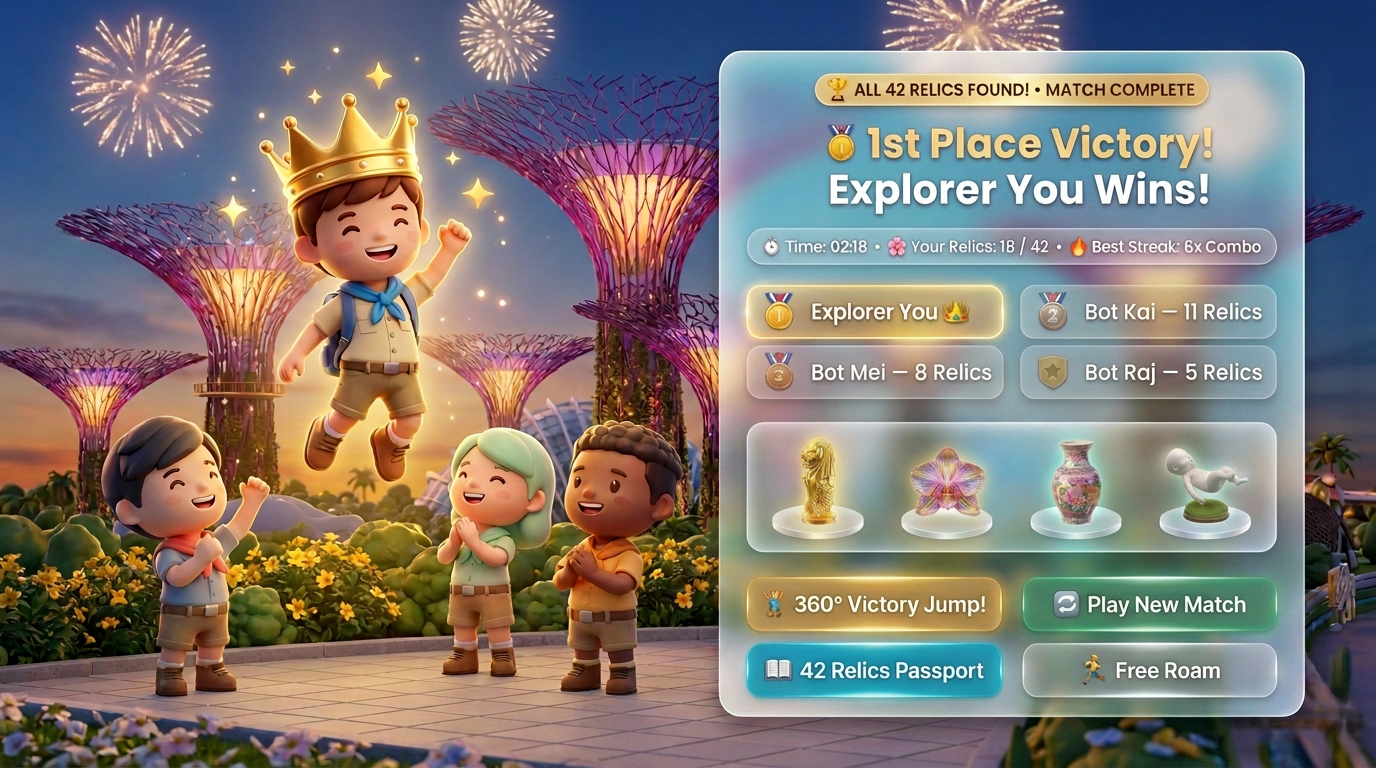 🏆 ALL 42 RELICS FOUND! • MATCH COMPLETE
🥇 1st Place Victory!
Explorer You Wins!
⏱️ Time: 02:18 • 🌸 Your Relics: 18 / 42 • 🔥 Best Streak: 6x Combo
🥇 Explorer You 👑
🥈 Bot Kai — 11 Relics
🥉 Bot Mei — 8 Relics
Bot Raj — 5 Relics
360° Victory Jump!
🔁 Play New Match
📖 42 Relics Passport
🏃 Free Roam